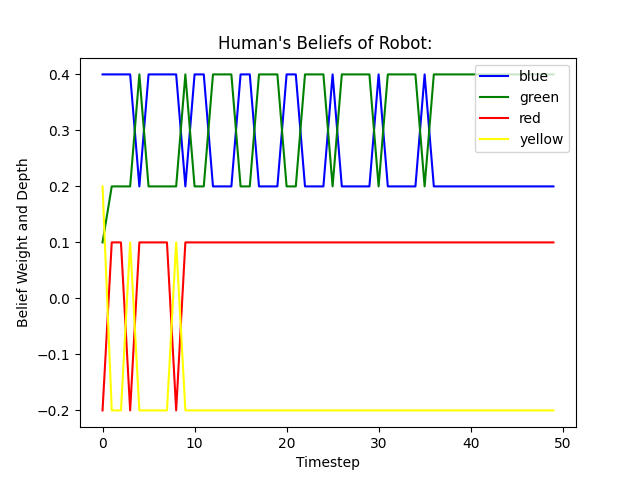 Human's Beliefs of Robot:
Belief Weight and Depth
0.4
0.3
0.2
0.1
0.0
−0.1
−0.2
blue
green
red
yellow
0 10 20 30 40 50
Timestep